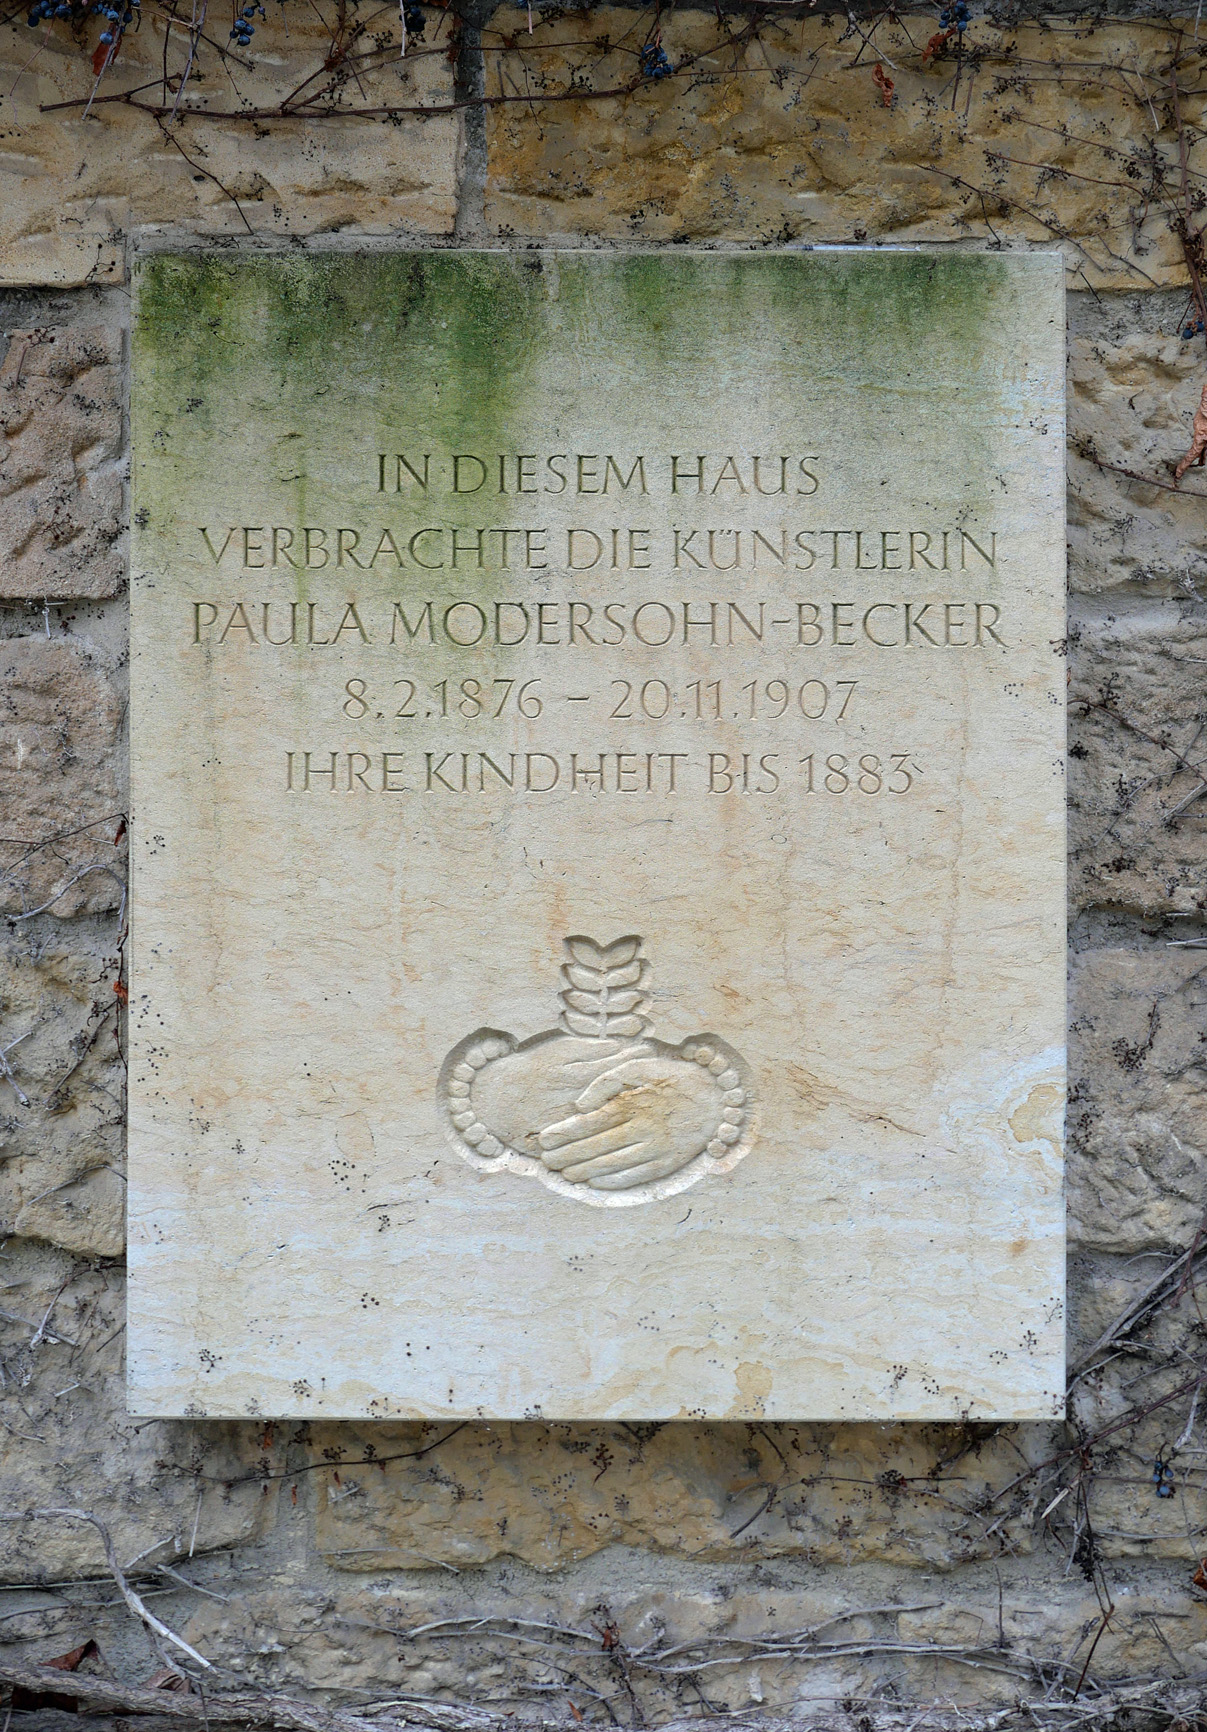 IN DIESEM HAUS
VERBRACHTE DIE KÜNSTLERIN
PAULA MODERSOHN-BECKER
8.2.1876 – 20.11.1907
IHRE KINDHEIT BIS 1883